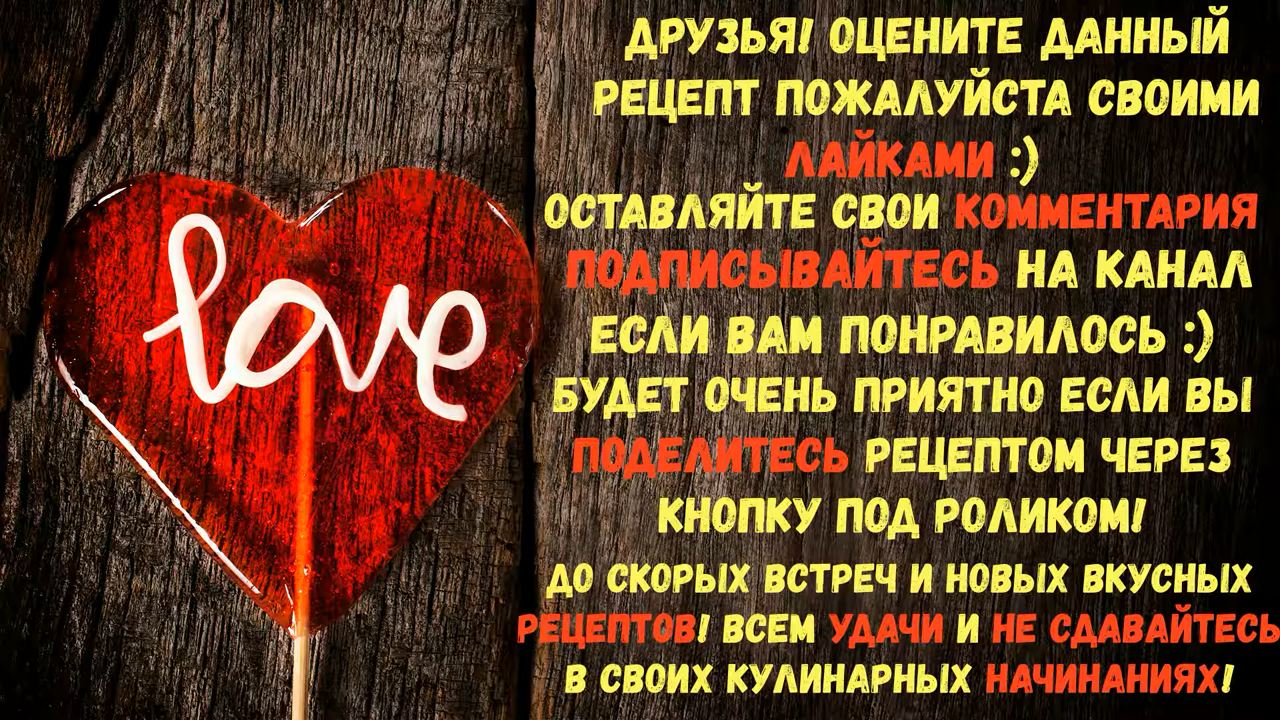 love
ДРУЗЬЯ! ОЦЕНИТЕ ДАННЫЙ
РЕЦЕПТ ПОЖАЛУЙСТА СВОИМИ
ЛАЙКАМИ :)
ОСТАВЛЯЙТЕ СВОИ КОММЕНТАРИЯ
ПОДПИСЫВАЙТЕСЬ НА КАНАЛ
ЕСЛИ ВАМ ПОНРАВИЛОСЬ :)
БУДЕТ ОЧЕНЬ ПРИЯТНО ЕСЛИ ВЫ
ПОДЕЛИТЕСЬ РЕЦЕПТОМ ЧЕРЕЗ
КНОПКУ ПОД РОЛИКОМ!
ДО СКОРЫХ ВСТРЕЧ И НОВЫХ ВКУСНЫХ
РЕЦЕПТОВ! ВСЕМ УДАЧИ И НЕ СДАВАЙТЕСЬ
В СВОИХ КУЛИНАРНЫХ НАЧИНАНИЯХ!